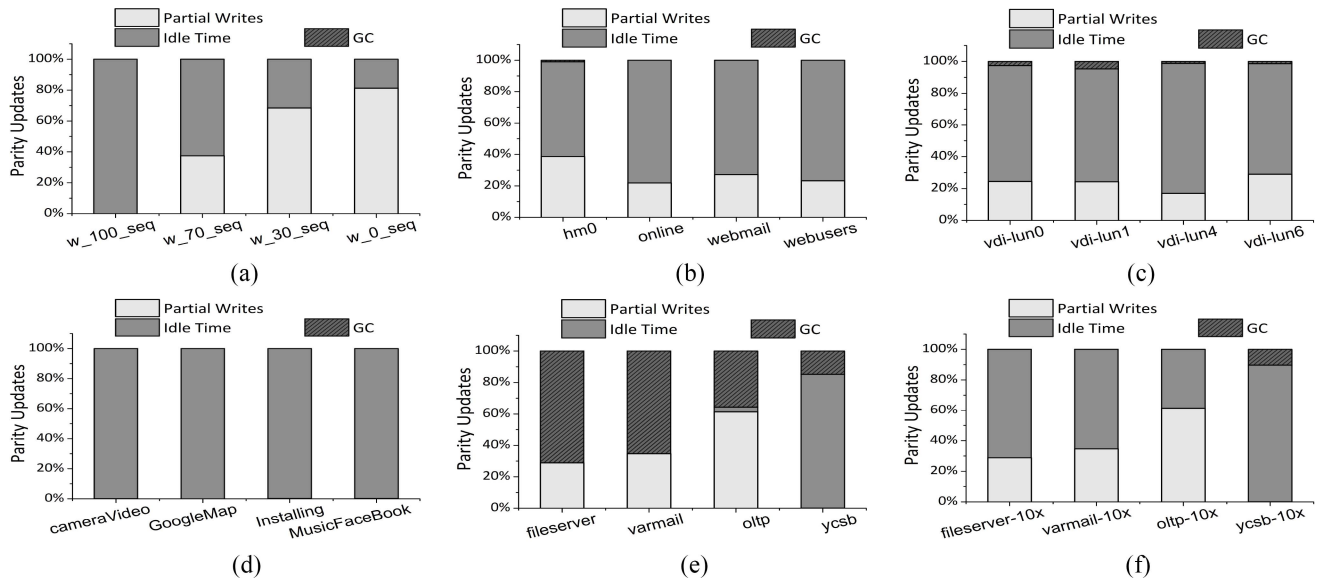 Partial Writes
Idle Time GC
Parity Updates
100%
80%
60%
40%
20%
0%
w_100_seq w_70_seq w_30_seq w_0_seq
(a)
Partial Writes
Idle Time GC
Parity Updates
100%
80%
60%
40%
20%
0%
hm0 online webmail webusers
(b)
Partial Writes
Idle Time GC
Parity Updates
100%
80%
60%
40%
20%
0%
vdi-lun0 vdi-lun1 vdi-lun4 vdi-lun6
(c)
Partial Writes
Idle Time GC
Parity Updates
100%
80%
60%
40%
20%
0%
cameraVideo GoogleMap Installing MusicFaceBook
(d)
Partial Writes
Idle Time GC
Parity Updates
100%
80%
60%
40%
20%
0%
fileserver varmail oltp ycsb
(e)
Partial Writes
Idle Time GC
Parity Updates
100%
80%
60%
40%
20%
0%
fileserver-10x varmail-10x oltp-10x ycsb-10x
(f)